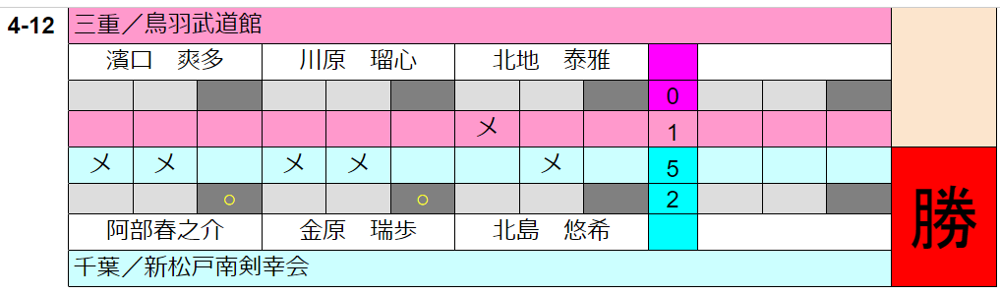 4-12 三重／鳥羽武道館
濱口　爽多 川原　瑠心 北地　泰雅
0
メ 1
メ メ メ メ メ 5
○ ○ 2
勝
阿部春之介 金原　瑞歩 北島　悠希
千葉／新松戸南剣幸会